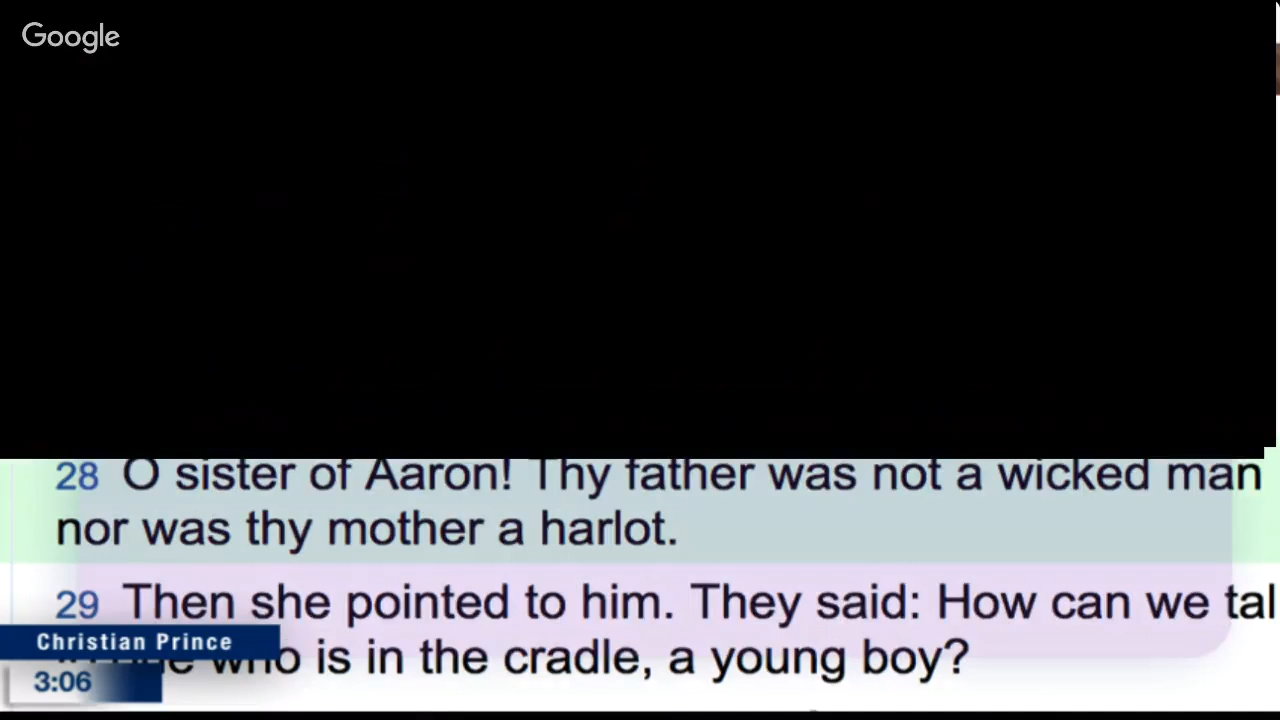 Google
28 O sister of Aaron! Thy father was not a wicked man
nor was thy mother a harlot.
29 Then she pointed to him. They said: How can we tal
Christian Prince
who is in the cradle, a young boy?
3:06